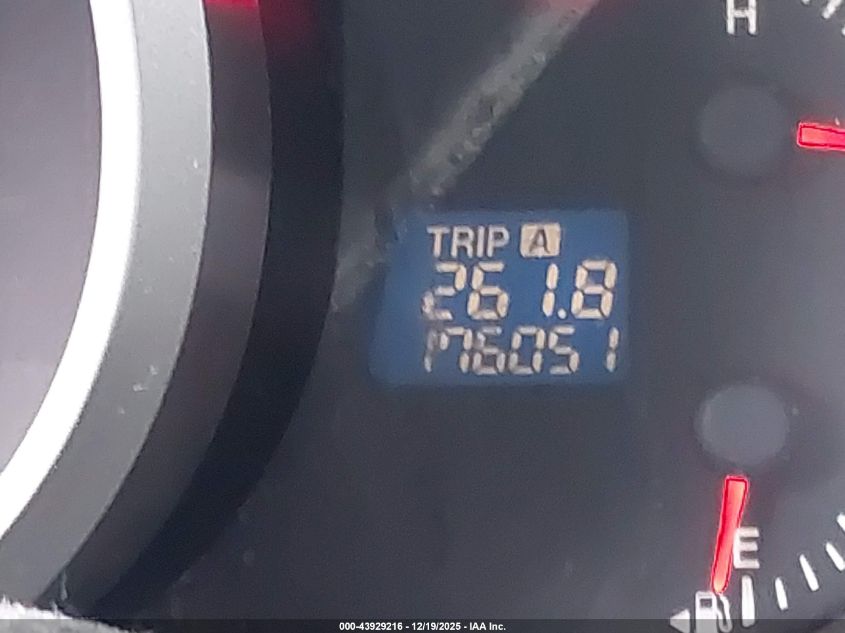 H
TRIP A
261.8
176051
E
000-43929216 - 12/19/2025 - IAA Inc.